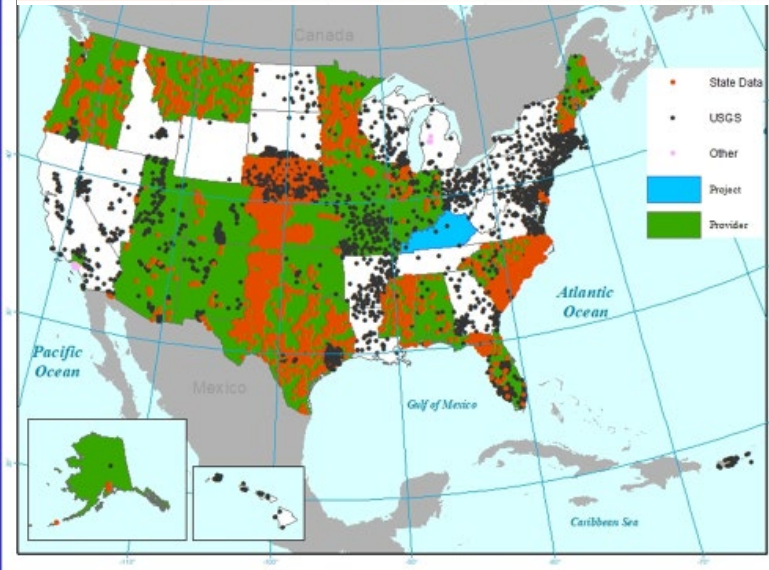 Canada
State Data
USGS
Other
Project
Provider
Atlantic
Ocean
Pacific
Ocean
Mexico
Gulf of Mexico
Caribbean Sea